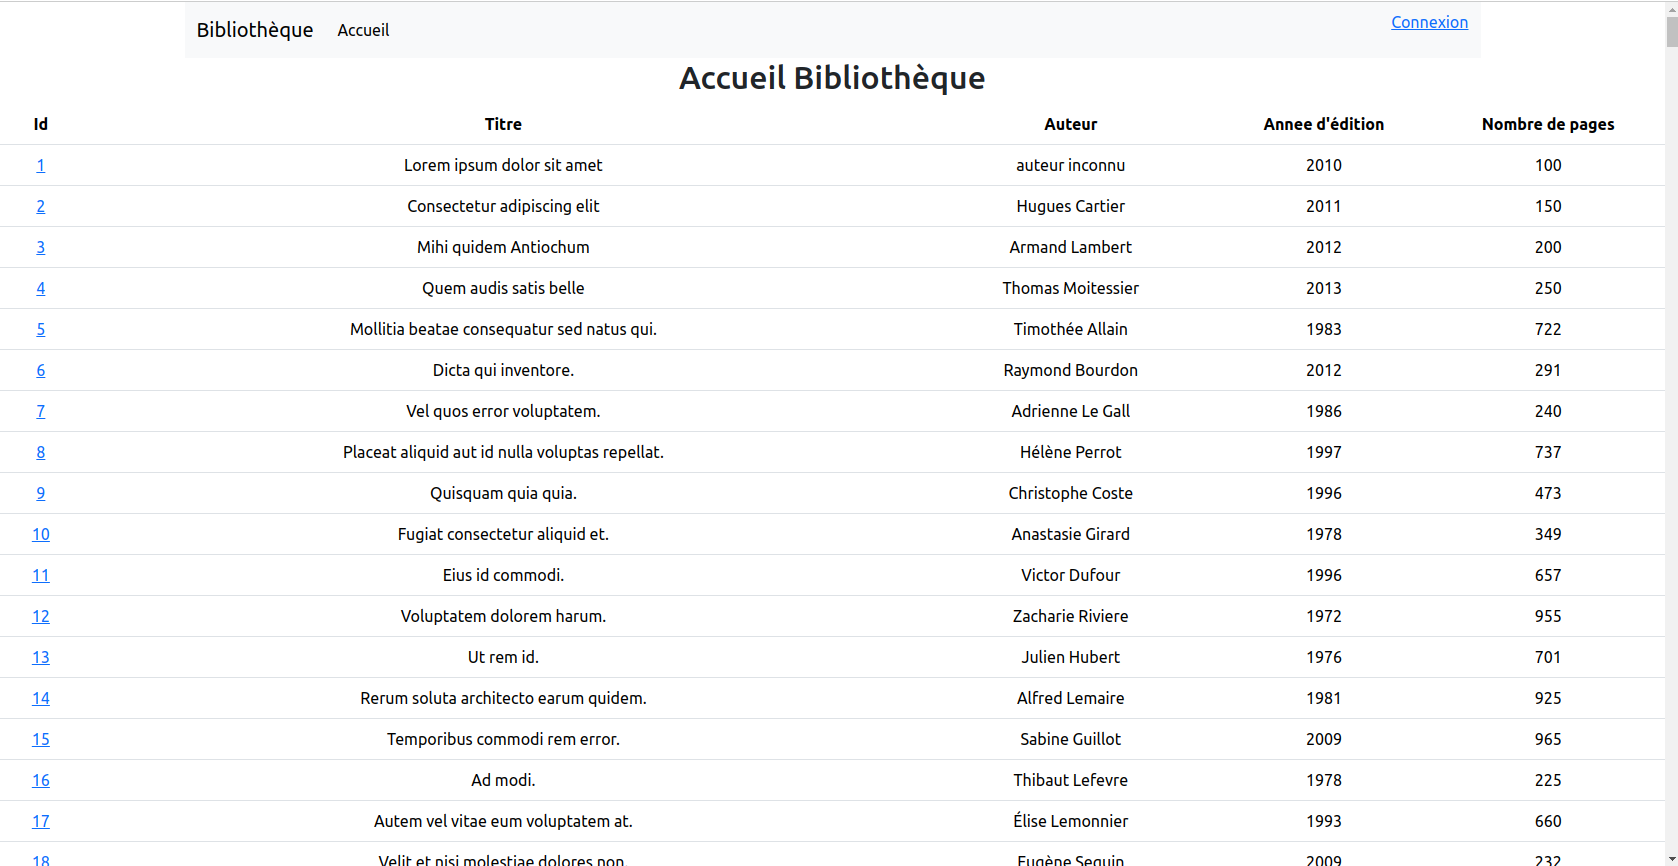 Bibliothèque Accueil Connexion
Accueil Bibliothèque
Id Titre Auteur Annee d'édition Nombre de pages
1 Lorem ipsum dolor sit amet auteur inconnu 2010 100
2 Consectetur adipiscing elit Hugues Cartier 2011 150
3 Mihi quidem Antiochum Armand Lambert 2012 200
4 Quem audis satis belle Thomas Moitessier 2013 250
5 Mollitia beatae consequatur sed natus qui. Timothée Allain 1983 722
6 Dicta qui inventore. Raymond Bourdon 2012 291
7 Vel quos error voluptatem. Adrienne Le Gall 1986 240
8 Placeat aliquid aut id nulla voluptas repellat. Hélène Perrot 1997 737
9 Quisquam quia quia. Christophe Coste 1996 473
10 Fugiat consectetur aliquid et. Anastasie Girard 1978 349
11 Eius id commodi. Victor Dufour 1996 657
12 Voluptatem dolorem harum. Zacharie Riviere 1972 955
13 Ut rem id. Julien Hubert 1976 701
14 Rerum soluta architecto earum quidem. Alfred Lemaire 1981 925
15 Temporibus commodi rem error. Sabine Guillot 2009 965
16 Ad modi. Thibaut Lefevre 1978 225
17 Autem vel vitae eum voluptatem at. Élise Lemonnier 1993 660
18 Velit et nisi molestiae dolores non. Eugène Seguin 2009 232